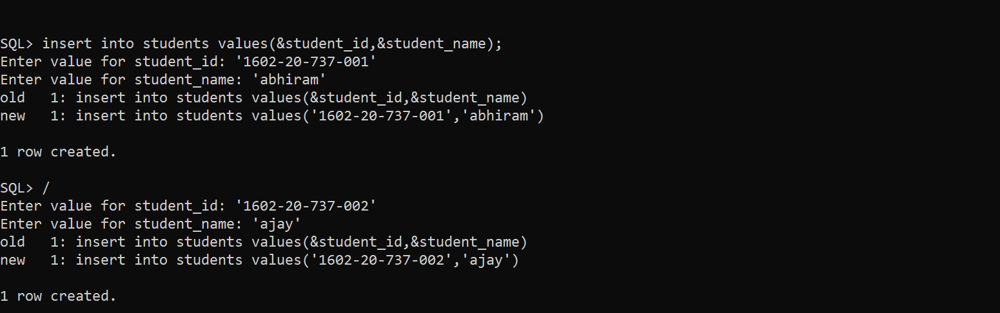 SQL> insert into students values(&student_id,&student_name);
Enter value for student_id: '1602-20-737-001'
Enter value for student_name: 'abhiram'
old   1: insert into students values(&student_id,&student_name)
new   1: insert into students values('1602-20-737-001','abhiram')
1 row created.
SQL> /
Enter value for student_id: '1602-20-737-002'
Enter value for student_name: 'ajay'
old   1: insert into students values(&student_id,&student_name)
new   1: insert into students values('1602-20-737-002','ajay')
1 row created.